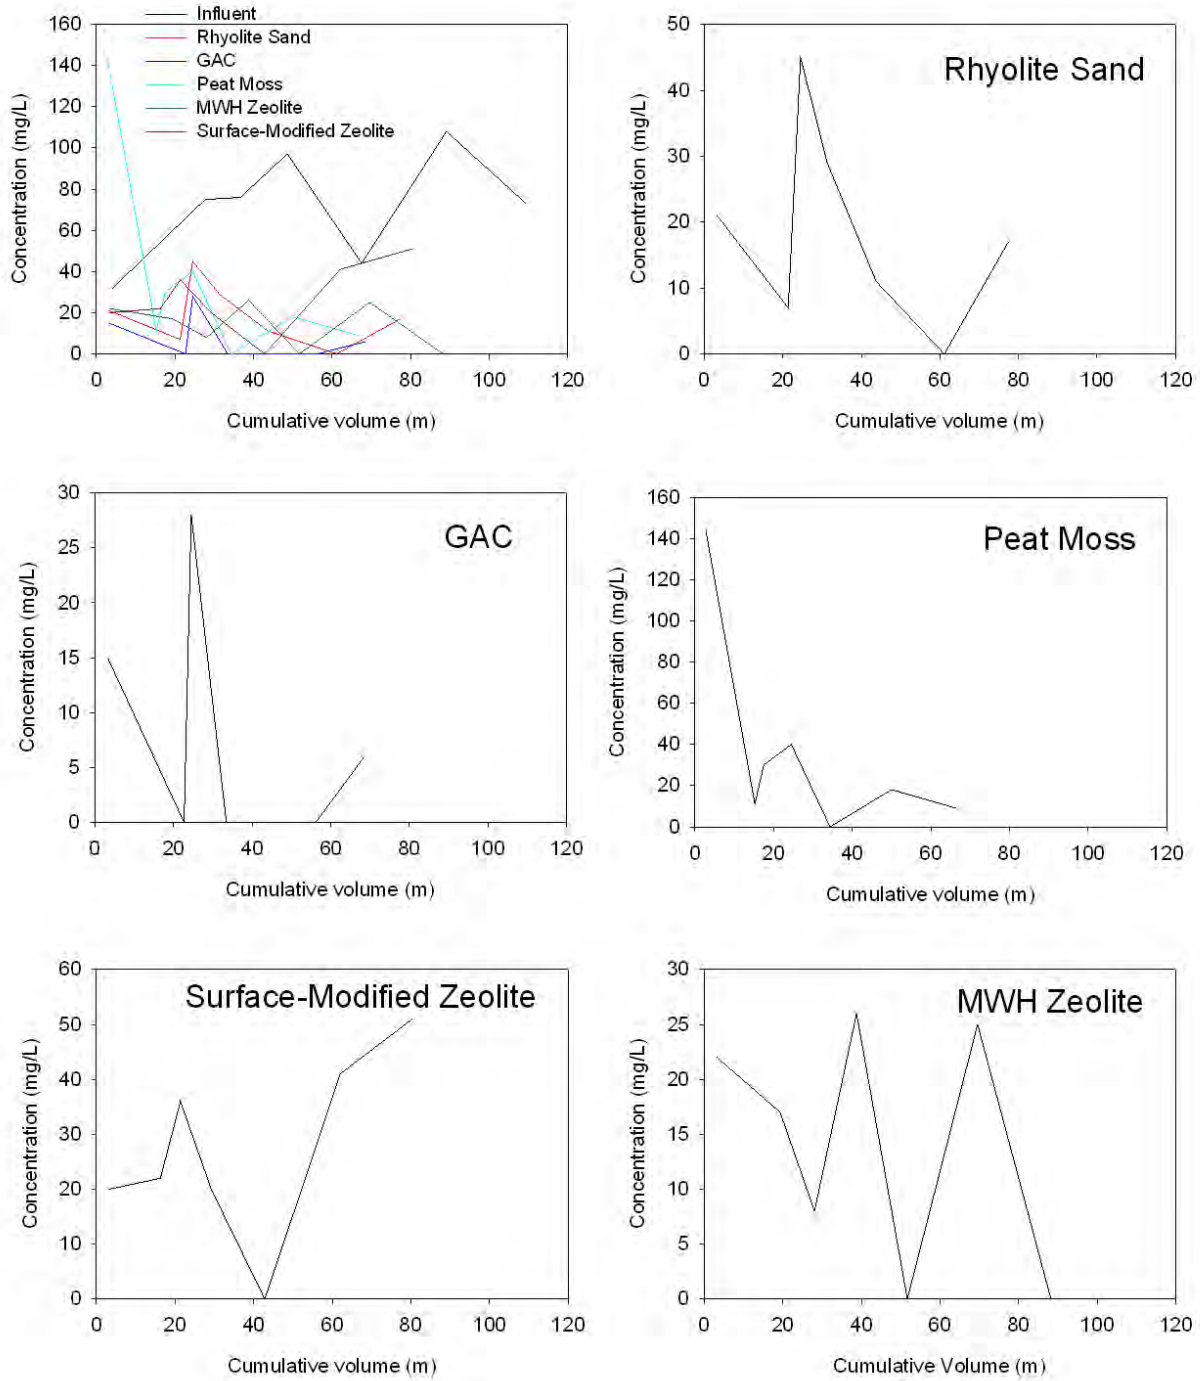 Influent
Rhyolite Sand
GAC
Peat Moss
MWH Zeolite
Surface-Modified Zeolite
Concentration (mg/L)
160
140
120
100
80
60
40
20
0
0 20 40 60 80 100 120
Cumulative volume (m)
Rhyolite Sand
Concentration (mg/L)
50
40
30
20
10
0
0 20 40 60 80 100 120
Cumulative volume (m)
GAC
Concentration (mg/L)
30
25
20
15
10
5
0
0 20 40 60 80 100 120
Cumulative volume (m)
Peat Moss
Concentration (mg/L)
160
140
120
100
80
60
40
20
0
0 20 40 60 80 100 120
Cumulative volume (m)
Surface-Modified Zeolite
Concentration (mg/L)
60
50
40
30
20
10
0
0 20 40 60 80 100 120
Cumulative volume (m)
MWH Zeolite
Concentration (mg/L)
30
25
20
15
10
5
0
0 20 40 60 80 100 120
Cumulative Volume (m)